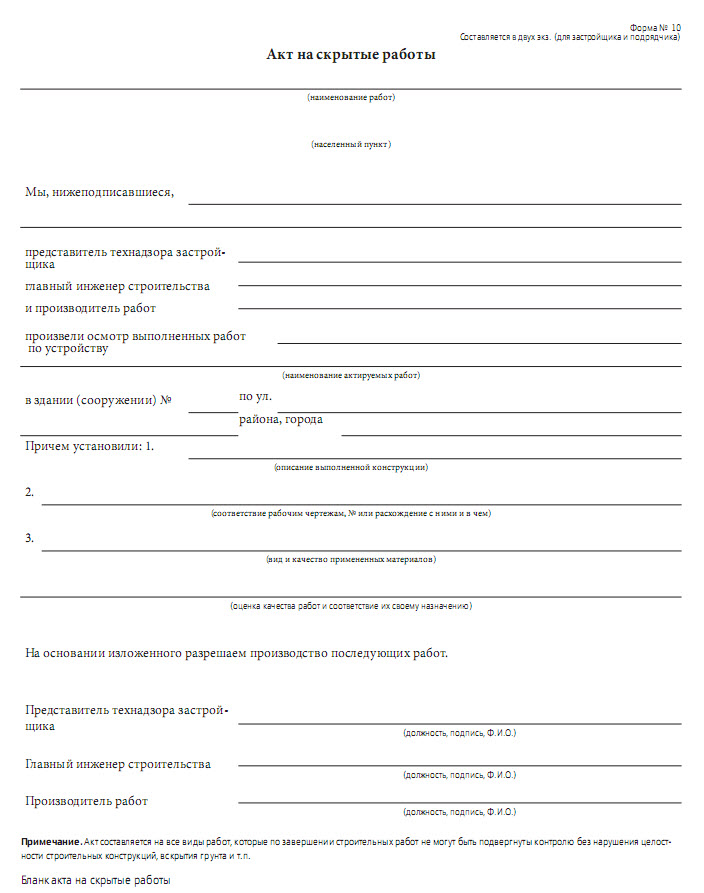 Форма № 10
Составляется в двух экз. (для застройщика и подрядчика)
Акт на скрытые работы
(наименование работ)
(населенный пункт)
Мы, нижеподписавшиеся,
представитель технадзора застрой-
щика
главный инженер строительства
и производитель работ
произвели осмотр выполненных работ
по устройству
(наименование актируемых работ)
в здании (сооружении) № по ул.
района, города
Причем установили: 1.
(описание выполненной конструкции)
2.
(соответствие рабочим чертежам, № или расхождение с ними и в чем)
3.
(вид и качество примененных материалов)
(оценка качества работ и соответствие их своему назначению)
На основании изложенного разрешаем производство последующих работ.
Представитель технадзора застрой-
щика
(должность, подпись, Ф.И.О.)
Главный инженер строительства
(должность, подпись, Ф.И.О.)
Производитель работ
(должность, подпись, Ф.И.О.)
Примечание. Акт составляется на все виды работ, которые по завершении строительных работ не могут быть подвергнуты контролю без нарушения целост-
ности строительных конструкций, вскрытия грунта и т.п.
Бланк акта на скрытые работы